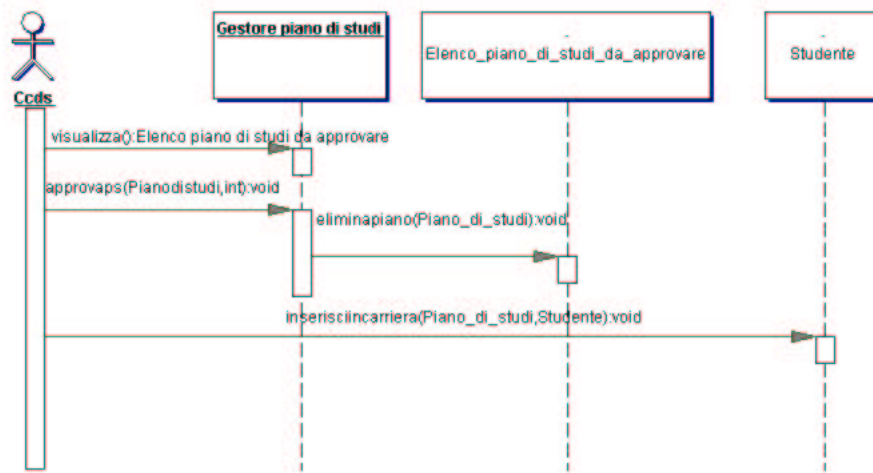 Gestore piano di studi
Elenco_piano_di_studi_da_approvare
Studente
Ccds
visualizza():Elenco piano di studi da approvare
approvaps(Pianodistudi,int):void
eliminapiano(Piano_di_studi):void
inserisciincarriera(Piano_di_studi,Studente):void